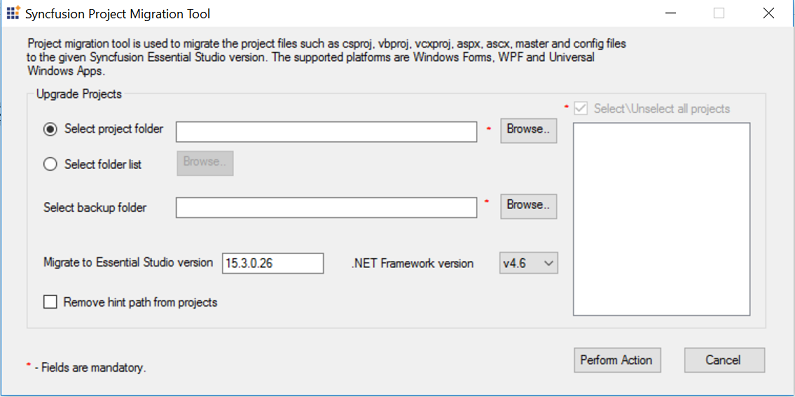 Syncfusion Project Migration Tool
Project migration tool is used to migrate the project files such as csproj, vbproj, vcxproj, aspx, ascx, master and config files
to the given Syncfusion Essential Studio version. The supported platforms are Windows Forms, WPF and Universal
Windows Apps.
Upgrade Projects
* Select\Unselect all projects
Select project folder * Browse..
Select folder list Browse..
Select backup folder * Browse..
Migrate to Essential Studio version 15.3.0.26 .NET Framework version v4.6
Remove hint path from projects
* - Fields are mandatory.
Perform Action Cancel